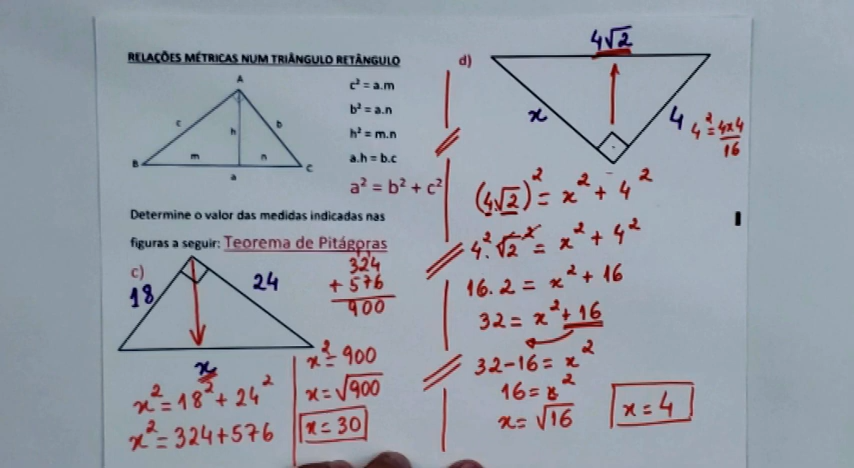 RELAÇÕES MÉTRICAS NUM TRIÂNGULO RETÂNGULO
A
c
h
b
B
m
n
C
a
c² = a.m
b² = a.n
h² = m.n
a.h = b.c
a² = b² + c²
Determine o valor das medidas indicadas nas
figuras a seguir: Teorema de Pitágoras
c)
18
24
x
324
+ 576
900
x² = 18² + 24²
x² = 324 + 576
x² = 900
x = √900
x = 30
d)
4√2
x
4
4² = 4x4
16
(4√2)² = x² + 4²
4² . √2² = x² + 4²
16 . 2 = x² + 16
32 = x² + 16
32 - 16 = x²
16 = x²
x = √16
x = 4